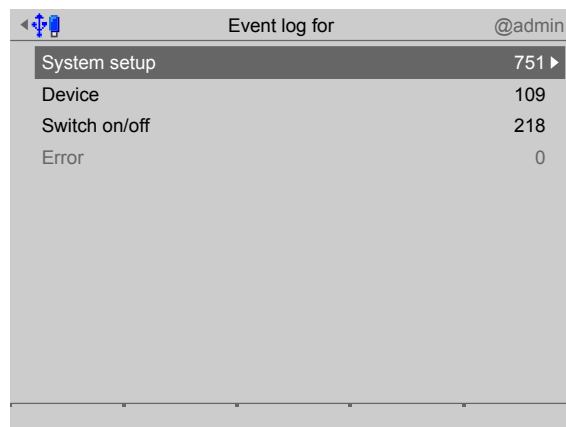 Event log for @admin
System setup 751
Device 109
Switch on/off 218
Error 0